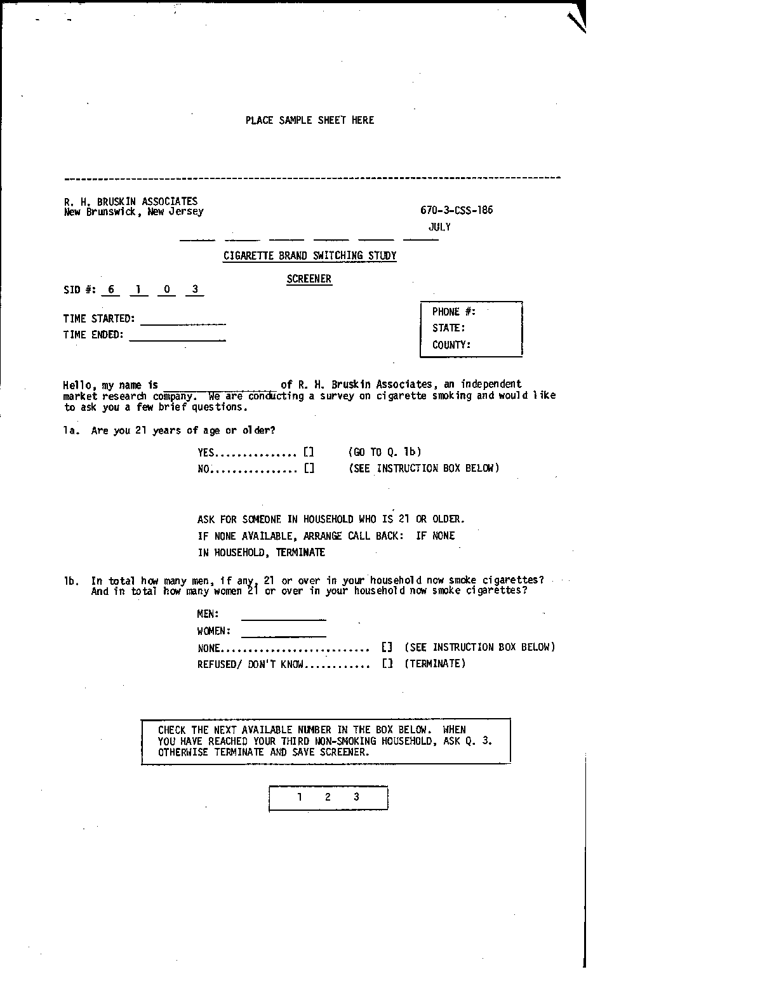 PLACE SAMPLE SHEET HERE
R. H. BRUSKIN ASSOCIATES
New Brunswick, New Jersey
670-3-CSS-186
JULY
CIGARETTE BRAND SWITCHING STUDY
SCREENER
SID #: 6 1 0 3
TIME STARTED:
TIME ENDED:
PHONE #:
STATE:
COUNTY:
Hello, my name is ____________________ of R. H. Bruskin Associates, an independent
market research company. We are conducting a survey on cigarette smoking and would like
to ask you a few brief questions.
1a. Are you 21 years of age or older?
YES............... [] (GO TO Q. 1b)
NO................ [] (SEE INSTRUCTION BOX BELOW)
ASK FOR SOMEONE IN HOUSEHOLD WHO IS 21 OR OLDER.
IF NONE AVAILABLE, ARRANGE CALL BACK: IF NONE
IN HOUSEHOLD, TERMINATE
1b. In total how many men, if any, 21 or over in your household now smoke cigarettes?
And in total how many women 21 or over in your household now smoke cigarettes?
MEN:
WOMEN:
NONE........................... [] (SEE INSTRUCTION BOX BELOW)
REFUSED/ DON'T KNOW............ [] (TERMINATE)
CHECK THE NEXT AVAILABLE NUMBER IN THE BOX BELOW. WHEN
YOU HAVE REACHED YOUR THIRD NON-SMOKING HOUSEHOLD, ASK Q. 3.
OTHERWISE TERMINATE AND SAVE SCREENER.
1 2 3